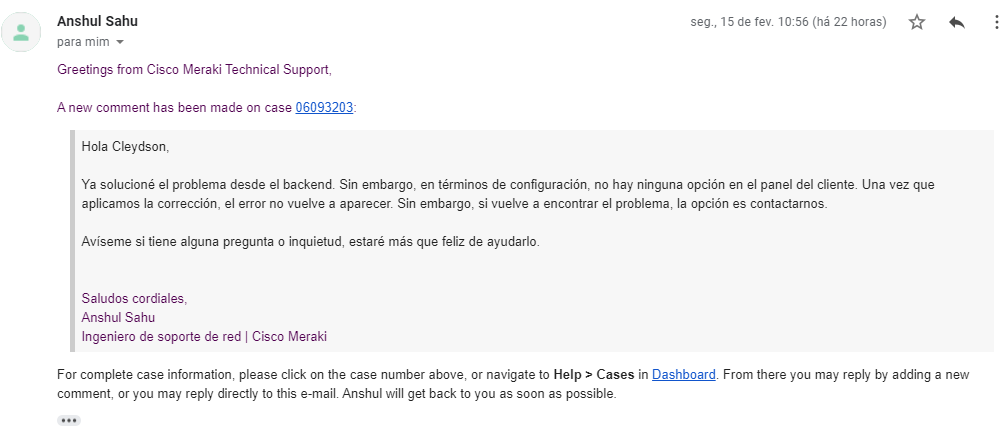 Anshul Sahu
seg., 15 de fev. 10:56 (há 22 horas)
para mim
Greetings from Cisco Meraki Technical Support,
A new comment has been made on case 06093203:
Hola Cleydson,
Ya solucioné el problema desde el backend. Sin embargo, en términos de configuración, no hay ninguna opción en el panel del cliente. Una vez que
aplicamos la corrección, el error no vuelve a aparecer. Sin embargo, si vuelve a encontrar el problema, la opción es contactarnos.
Avíseme si tiene alguna pregunta o inquietud, estaré más que feliz de ayudarlo.
Saludos cordiales,
Anshul Sahu
Ingeniero de soporte de red | Cisco Meraki
For complete case information, please click on the case number above, or navigate to Help > Cases in Dashboard. From there you may reply by adding a new
comment, or you may reply directly to this e-mail. Anshul will get back to you as soon as possible.